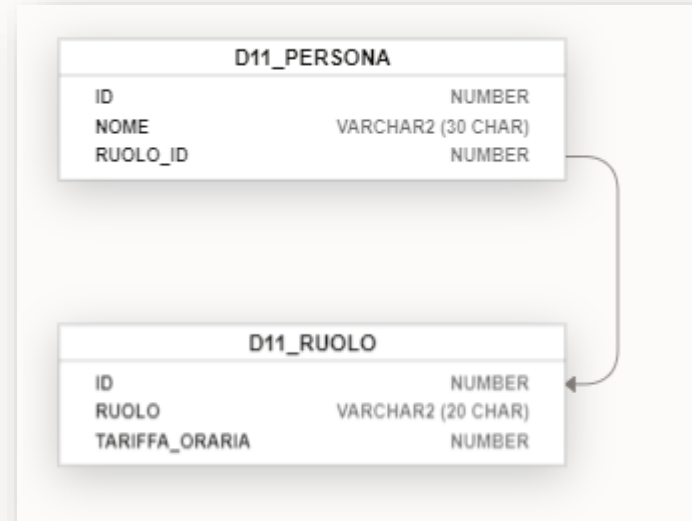 D11_PERSONA
ID NUMBER
NOME VARCHAR2 (30 CHAR)
RUOLO_ID NUMBER
D11_RUOLO
ID NUMBER
RUOLO VARCHAR2 (20 CHAR)
TARIFFA_ORARIA NUMBER